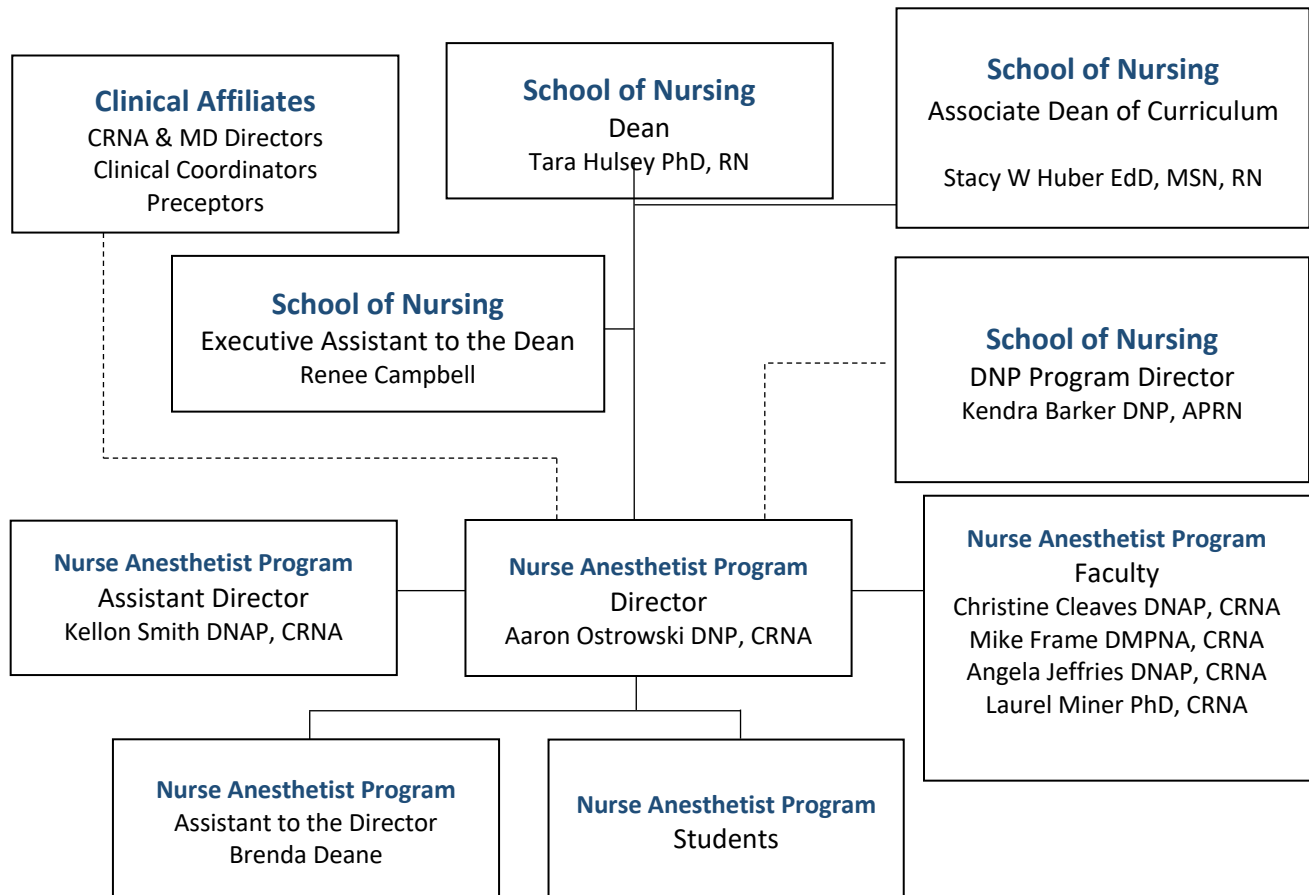 Clinical Affiliates
CRNA & MD Directors
Clinical Coordinators
Preceptors
School of Nursing
Dean
Tara Hulsey PhD, RN
School of Nursing
Associate Dean of Curriculum
Stacy W Huber EdD, MSN, RN
School of Nursing
Executive Assistant to the Dean
Renee Campbell
School of Nursing
DNP Program Director
Kendra Barker DNP, APRN
Nurse Anesthetist Program
Assistant Director
Kellon Smith DNAP, CRNA
Nurse Anesthetist Program
Director
Aaron Ostrowski DNP, CRNA
Nurse Anesthetist Program
Faculty
Christine Cleaves DNAP, CRNA
Mike Frame DMPNA, CRNA
Angela Jeffries DNAP, CRNA
Laurel Miner PhD, CRNA
Nurse Anesthetist Program
Assistant to the Director
Brenda Deane
Nurse Anesthetist Program
Students